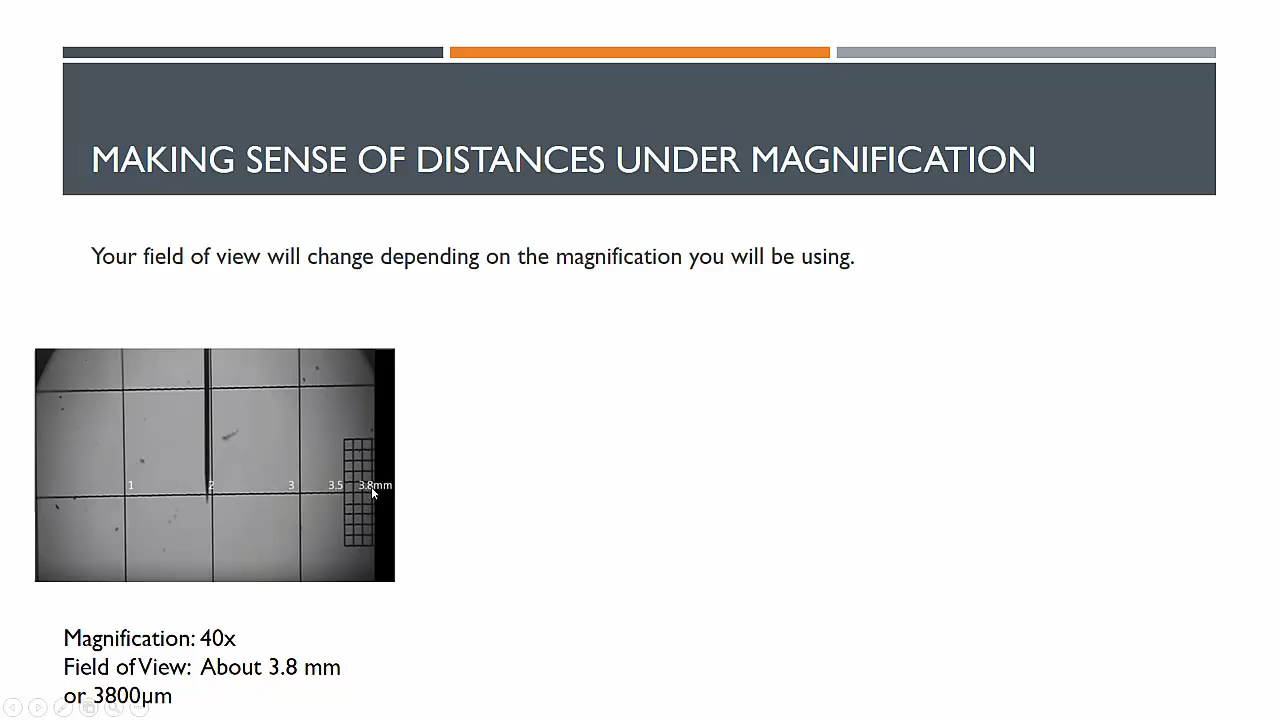 MAKING SENSE OF DISTANCES UNDER MAGNIFICATION
Your field of view will change depending on the magnification you will be using.
1 2 3 3.5 3.8mm
Magnification: 40x
Field of View: About 3.8 mm
or 3800µm